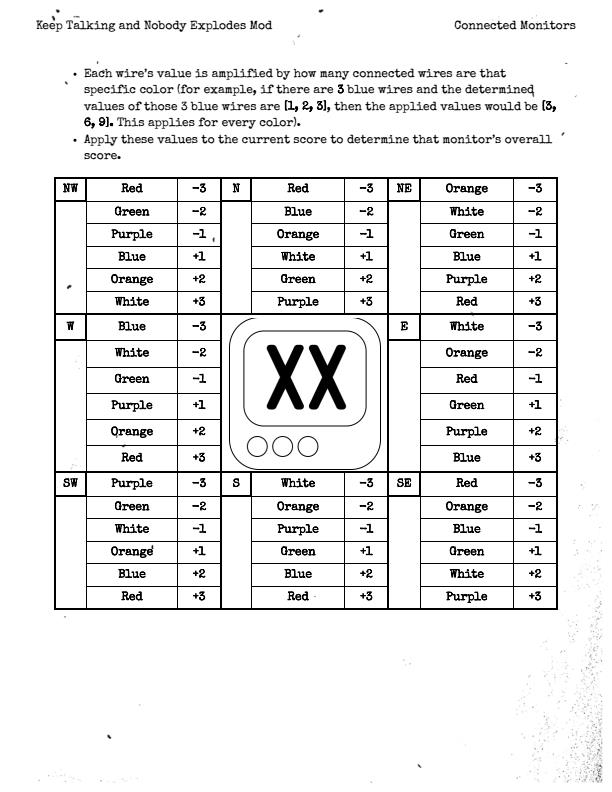 Keep Talking and Nobody Explodes Mod Connected Monitors
• Each wire's value is amplified by how many connected wires are that
specific color (for example, if there are 3 blue wires and the determined
values of those 3 blue wires are [1, 2, 3], then the applied values would be [3,
6, 9]. This applies for every color).
• Apply these values to the current score to determine that monitor's overall
score.
NW Red -3 N Red -3 NE Orange -3
Green -2 Blue -2 White -2
Purple -1 Orange -1 Green -1
Blue +1 White +1 Blue +1
Orange +2 Green +2 Purple +2
White +3 Purple +3 Red +3
W Blue -3 E White -3
White -2 Orange -2
Green -1 XX Red -1
Purple +1 Green +1
Orange +2 Purple +2
Red +3 Blue +3
SW Purple -3 S White -3 SE Red -3
Green -2 Orange -2 Orange -2
White -1 Purple -1 Blue -1
Orange +1 Green +1 Green +1
Blue +2 Blue +2 White +2
Red +3 Red +3 Purple +3